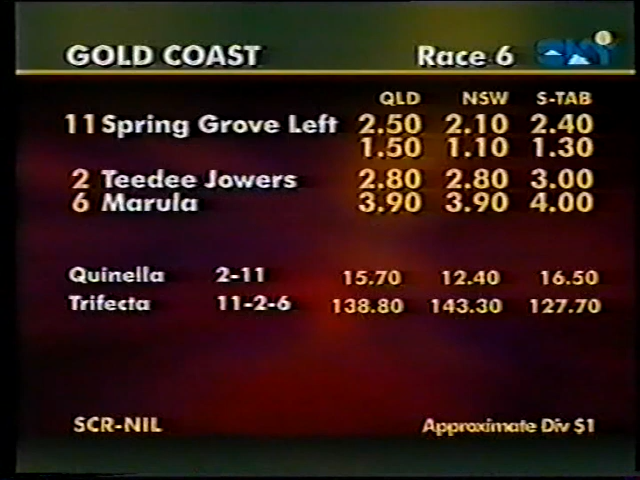 GOLD COAST Race 6 SKY
QLD NSW S-TAB
11 Spring Grove Left 2.50 2.10 2.40
1.50 1.10 1.30
2 Teedee Jowers 2.80 2.80 3.00
6 Marula 3.90 3.90 4.00
Quinella 2-11 15.70 12.40 16.50
Trifecta 11-2-6 138.80 143.30 127.70
SCR-NIL Approximate Div $1